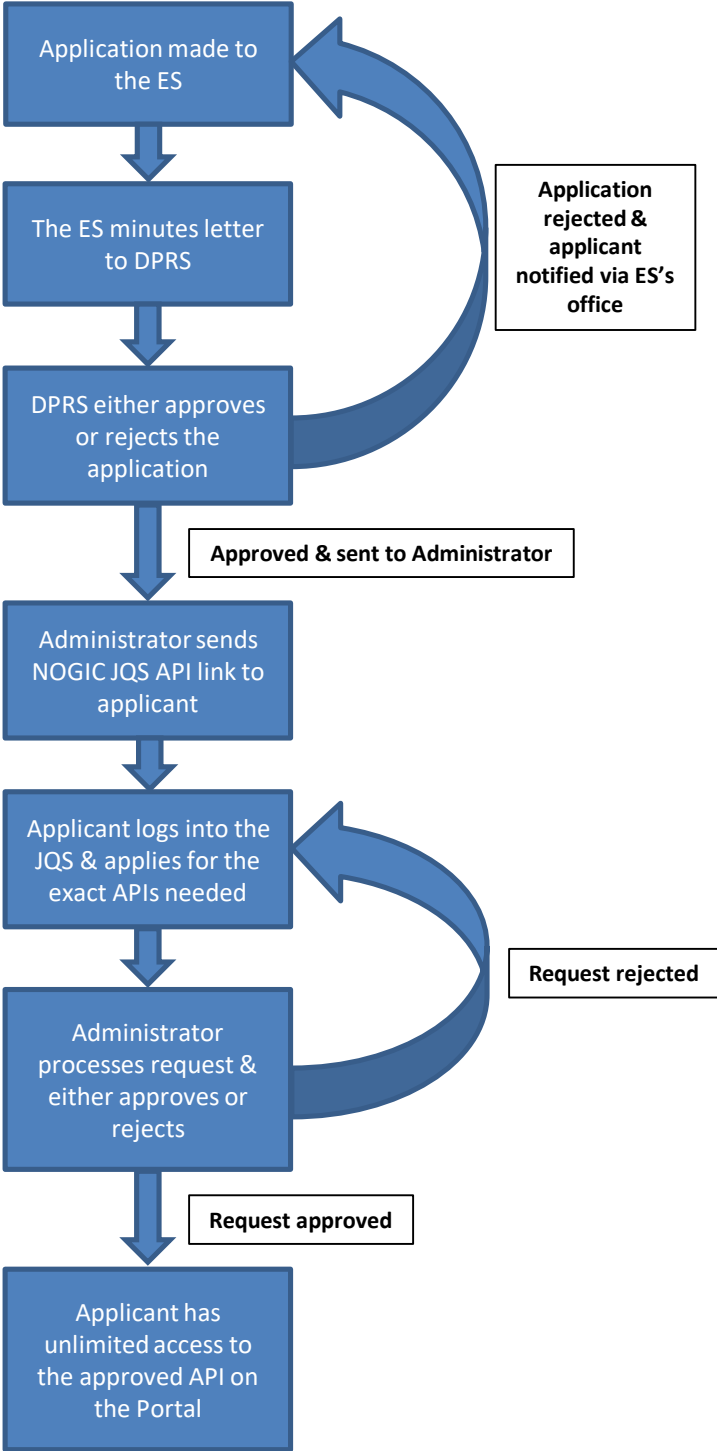 Application made to
the ES
Application
rejected &
applicant
notified via ES's
office
The ES minutes letter
to DPRS
DPRS either approves
or rejects the
application
Approved & sent to Administrator
Administrator sends
NOGIC JQS API link to
applicant
Applicant logs into the
JQS & applies for the
exact APIs needed
Request rejected
Administrator
processes request &
either approves or
rejects
Request approved
Applicant has
unlimited access to
the approved API on
the Portal